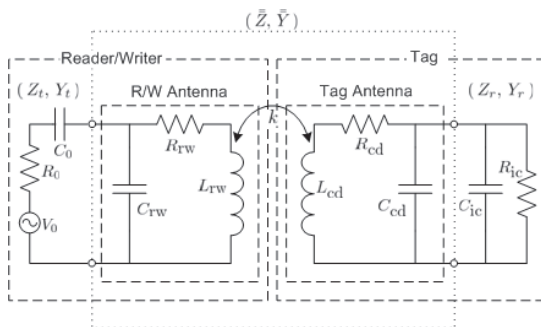 (Z̿, Y̿)
Reader/Writer
Tag
(Z_t, Y_t)
R/W Antenna
Tag Antenna
(Z_r, Y_r)
k
C_0
R_rw
R_cd
R_0
R_ic
L_rw
L_cd
C_rw
C_cd
C_ic
V_0